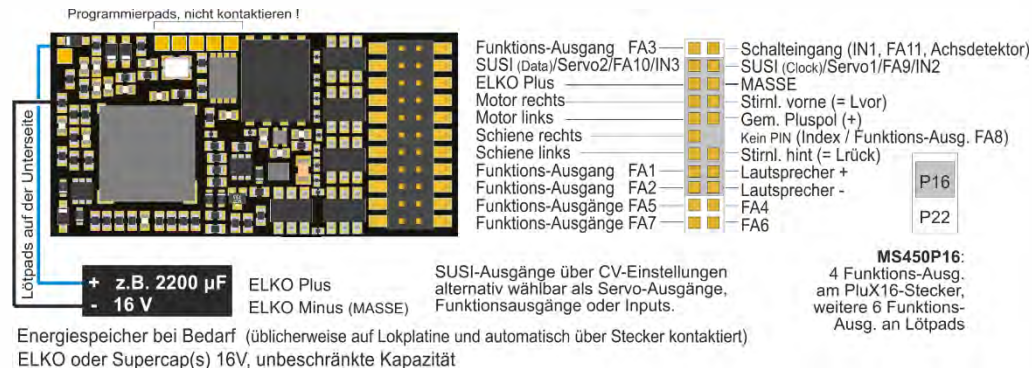 Programmierpads, nicht kontaktieren !
Lötpads auf der Unterseite
Funktions-Ausgang FA3
SUSI (Data)/Servo2/FA10/IN3
ELKO Plus
Motor rechts
Motor links
Schiene rechts
Schiene links
Funktions-Ausgang FA1
Funktions-Ausgang FA2
Funktions-Ausgänge FA5
Funktions-Ausgänge FA7
Schalteingang (IN1, FA11, Achsdetektor)
SUSI (Clock)/Servo1/FA9/IN2
MASSE
Stirnl. vorne (= Lvor)
Gem. Pluspol (+)
Kein PIN (Index / Funktions-Ausg. FA8)
Stirnl. hint (= Lrück)
Lautsprecher +
Lautsprecher -
FA4
FA6
P16
P22
+ z.B. 2200 µF
- 16 V
ELKO Plus
ELKO Minus (MASSE)
SUSI-Ausgänge über CV-Einstellungen
alternativ wählbar als Servo-Ausgänge,
Funktionsausgänge oder Inputs.
MS450P16:
4 Funktions-Ausg.
am PluX16-Stecker,
weitere 6 Funktions-
Ausg. an Lötpads
Energiespeicher bei Bedarf (üblicherweise auf Lokplatine und automatisch über Stecker kontaktiert)
ELKO oder Supercap(s) 16V, unbeschränkte Kapazität